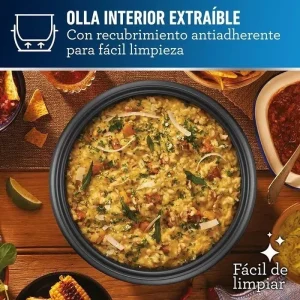 OLLA INTERIOR EXTRAÍBLE
Con recubrimiento antiadherente
para fácil limpieza
Fácil de
limpiar